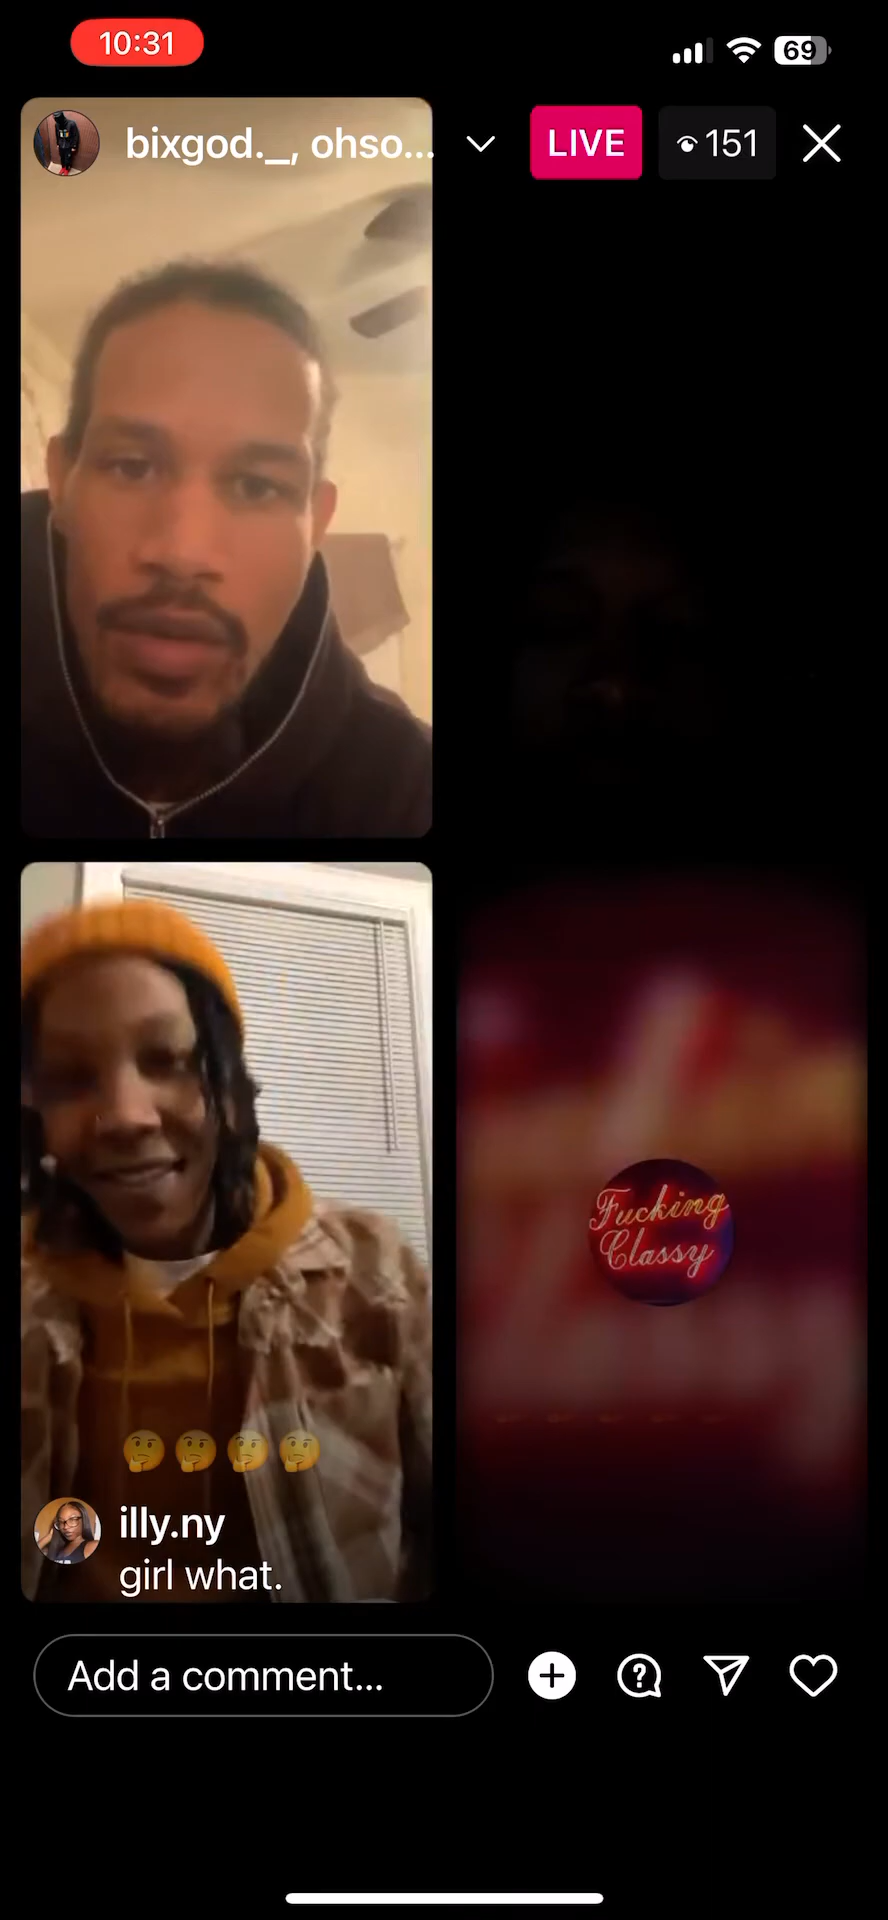 10:31
69
bixgod._, ohso...
LIVE
151
Fucking
Classy
🤔🤔🤔🤔
illy.ny
girl what.
Add a comment...